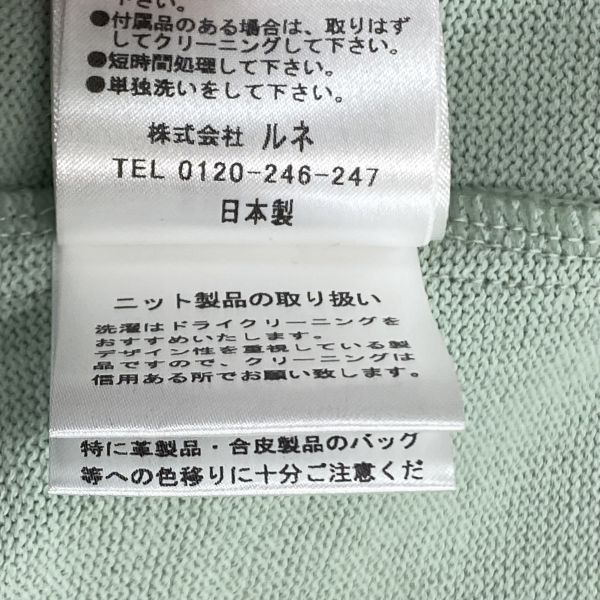 下さい。
●付属品のある場合は、取りはず
してクリーニングして下さい。
●短時間処理して下さい。
●単独洗いをして下さい。
株式会社 ルネ
TEL 0120-246-247
日本製
ニット製品の取り扱い
洗濯はドライクリーニングを
おすすめいたします。
デザイン性を重視している製
品ですので、クリーニングは
信用ある所でお願い致します。
特に革製品・合皮製品のバッグ
等への色移りに十分ご注意くだ